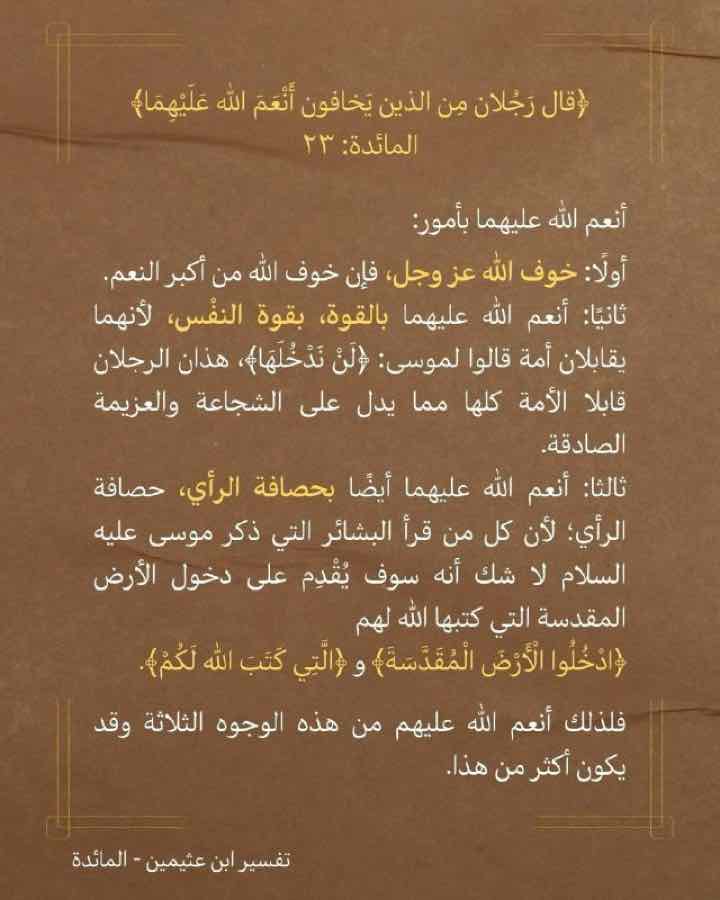 ﴿قال رَجُلان مِن الذين يَخافون أَنْعَمَ الله عَلَيْهِمَا﴾
المائدة: ٢٣
أنعم الله عليهما بأمور:
أولًا: خوف الله عز وجل، فإن خوف الله من أكبر النعم.
ثانيًا: أنعم الله عليهما بالقوة، بقوة النفْس، لأنهما
يقابلان أمة قالوا لموسى: ﴿لَنْ نَدْخُلَهَا﴾، هذان الرجلان
قابلا الأمة كلها مما يدل على الشجاعة والعزيمة
الصادقة.
ثالثا: أنعم الله عليهما أيضًا بحصافة الرأي، حصافة
الرأي؛ لأن كل من قرأ البشائر التي ذكر موسى عليه
السلام لا شك أنه سوف يُقْدِم على دخول الأرض
المقدسة التي كتبها الله لهم
﴿ادْخُلُوا الْأَرْضَ الْمُقَدَّسَةَ﴾ و ﴿الَّتِي كَتَبَ الله لَكُمْ﴾.
فلذلك أنعم الله عليهم من هذه الوجوه الثلاثة وقد
يكون أكثر من هذا.
تفسير ابن عثيمين - المائدة